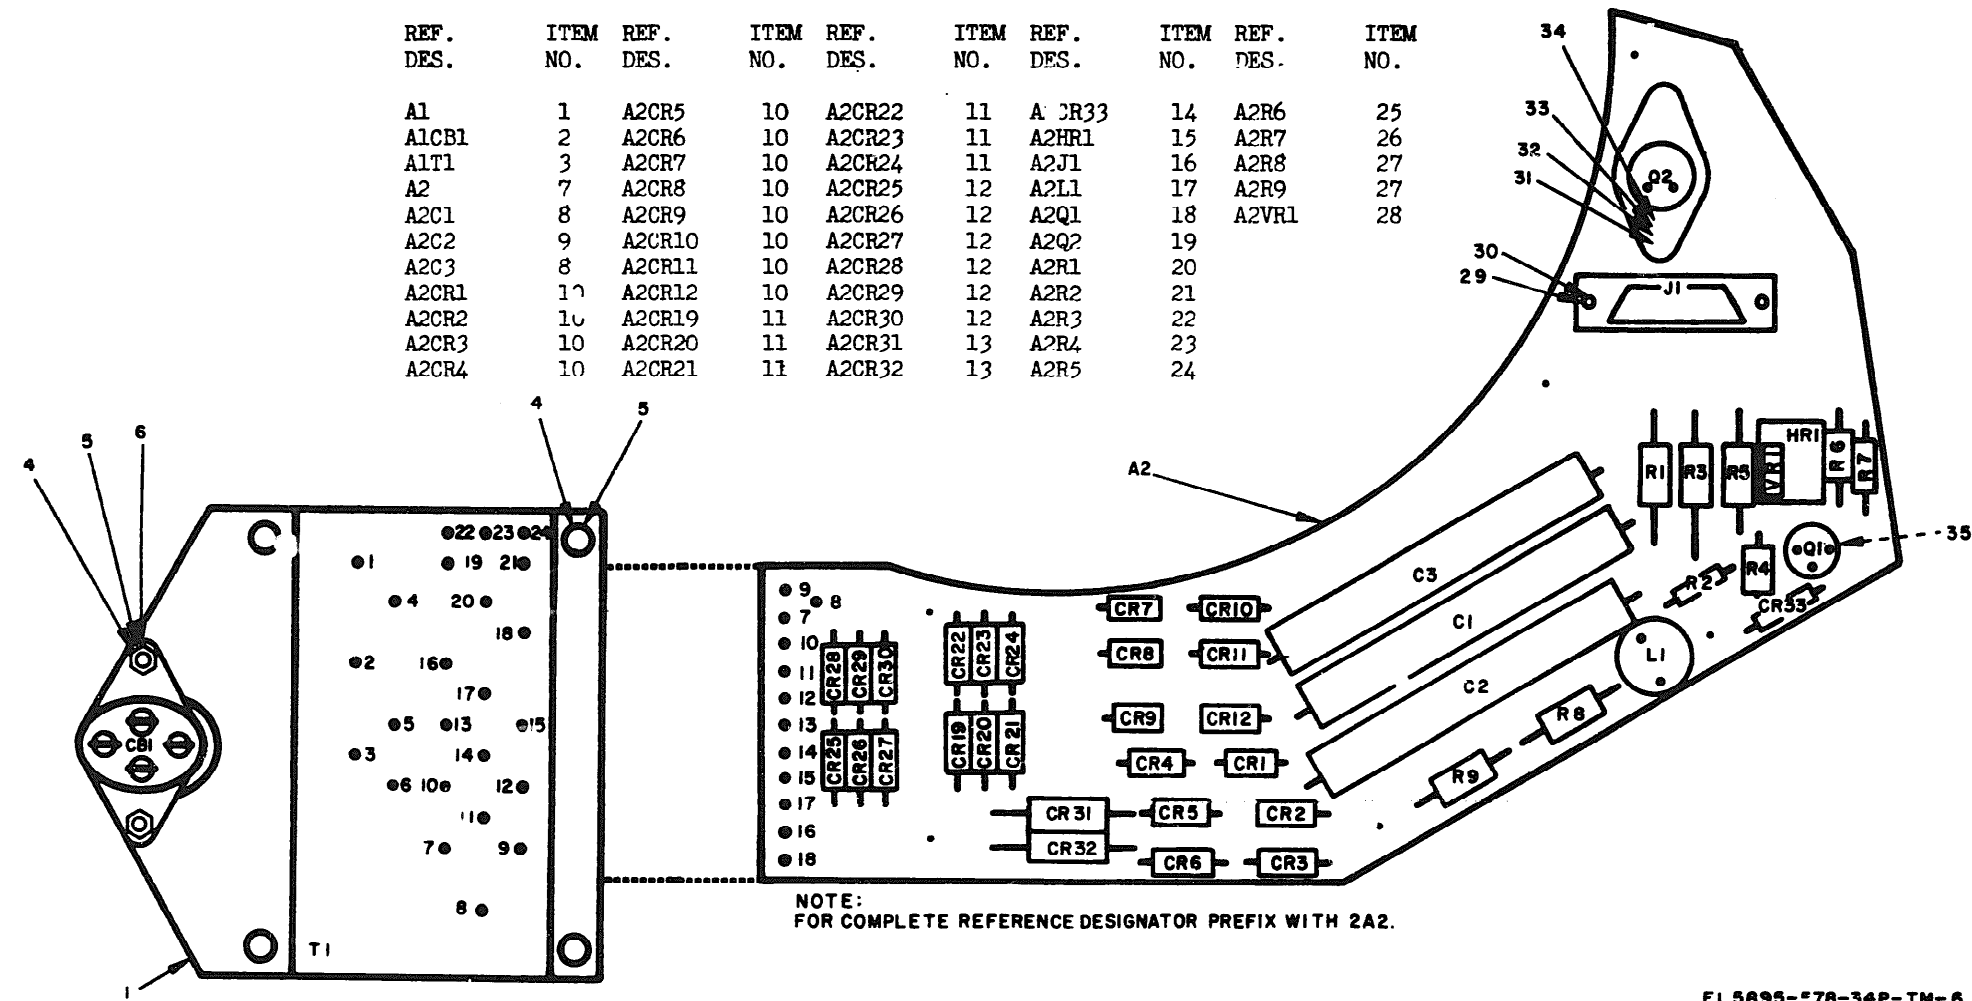 REF. ITEM REF. ITEM REF. ITEM REF. ITEM REF. ITEM
DES. NO. DES. NO. DES. NO. DES. NO. DES. NO.
A1 1 A2CR5 10 A2CR22 11 A CR33 14 A2R6 25
A1CB1 2 A2CR6 10 A2CR23 11 A2HR1 15 A2R7 26
A1T1 3 A2CR7 10 A2CR24 11 A2J1 16 A2R8 27
A2 7 A2CR8 10 A2CR25 12 A2L1 17 A2R9 27
A2C1 8 A2CR9 10 A2CR26 12 A2Q1 18 A2VR1 28
A2C2 9 A2CR10 10 A2CR27 12 A2Q2 19
A2C3 8 A2CR11 10 A2CR28 12 A2R1 20
A2CR1 10 A2CR12 10 A2CR29 12 A2R2 21
A2CR2 10 A2CR19 11 A2CR30 12 A2R3 22
A2CR3 10 A2CR20 11 A2CR31 13 A2R4 23
A2CR4 10 A2CR21 11 A2CR32 13 A2R5 24
34
33
32
31
Q2
30
29
J1
4
5
6
4
5
A2
22 23 24
1 19 21
4 20
18
2 16
17
5 13 15
3 14
6 10 12
11
7 9
8
CB1
T1
1
9
8
7
10
11
12
13
14
15
17
16
18
CR28 CR29 CR30
CR25 CR26 CR27
CR22 CR23 CR24
CR19 CR20 CR21
CR7 CR10
CR8 CR11
CR9 CR12
CR4 CR1
CR31 CR5 CR2
CR32 CR6 CR3
C3
C1
C2
R1 R3 R5 VR1 HR1 R6 R7
Q1
35
R2 R4
CR33
L1
R8
R9
NOTE:
FOR COMPLETE REFERENCE DESIGNATOR PREFIX WITH 2A2.